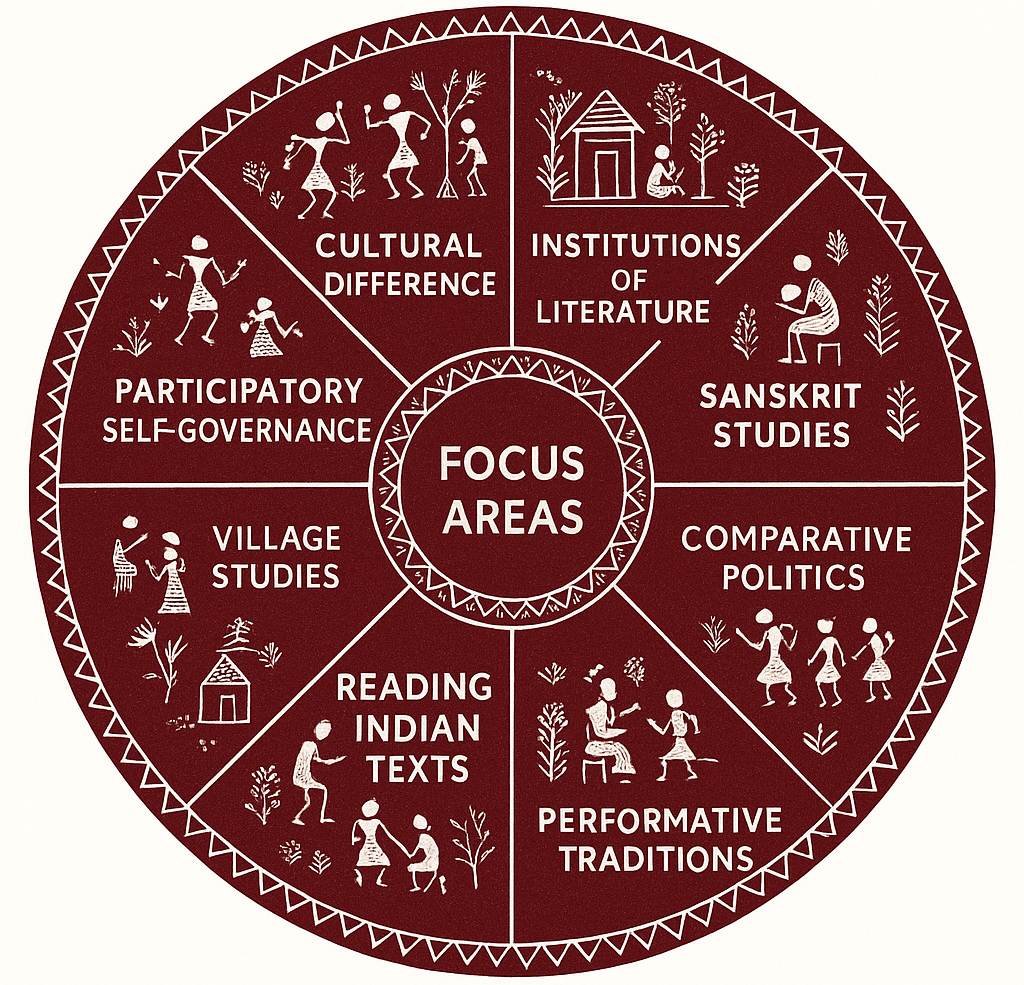 FOCUS
AREAS
CULTURAL
DIFFERENCE
INSTITUTIONS
OF
LITERATURE
SANSKRIT
STUDIES
COMPARATIVE
POLITICS
PERFORMATIVE
TRADITIONS
READING
INDIAN
TEXTS
VILLAGE
STUDIES
PARTICIPATORY
SELF-GOVERNANCE